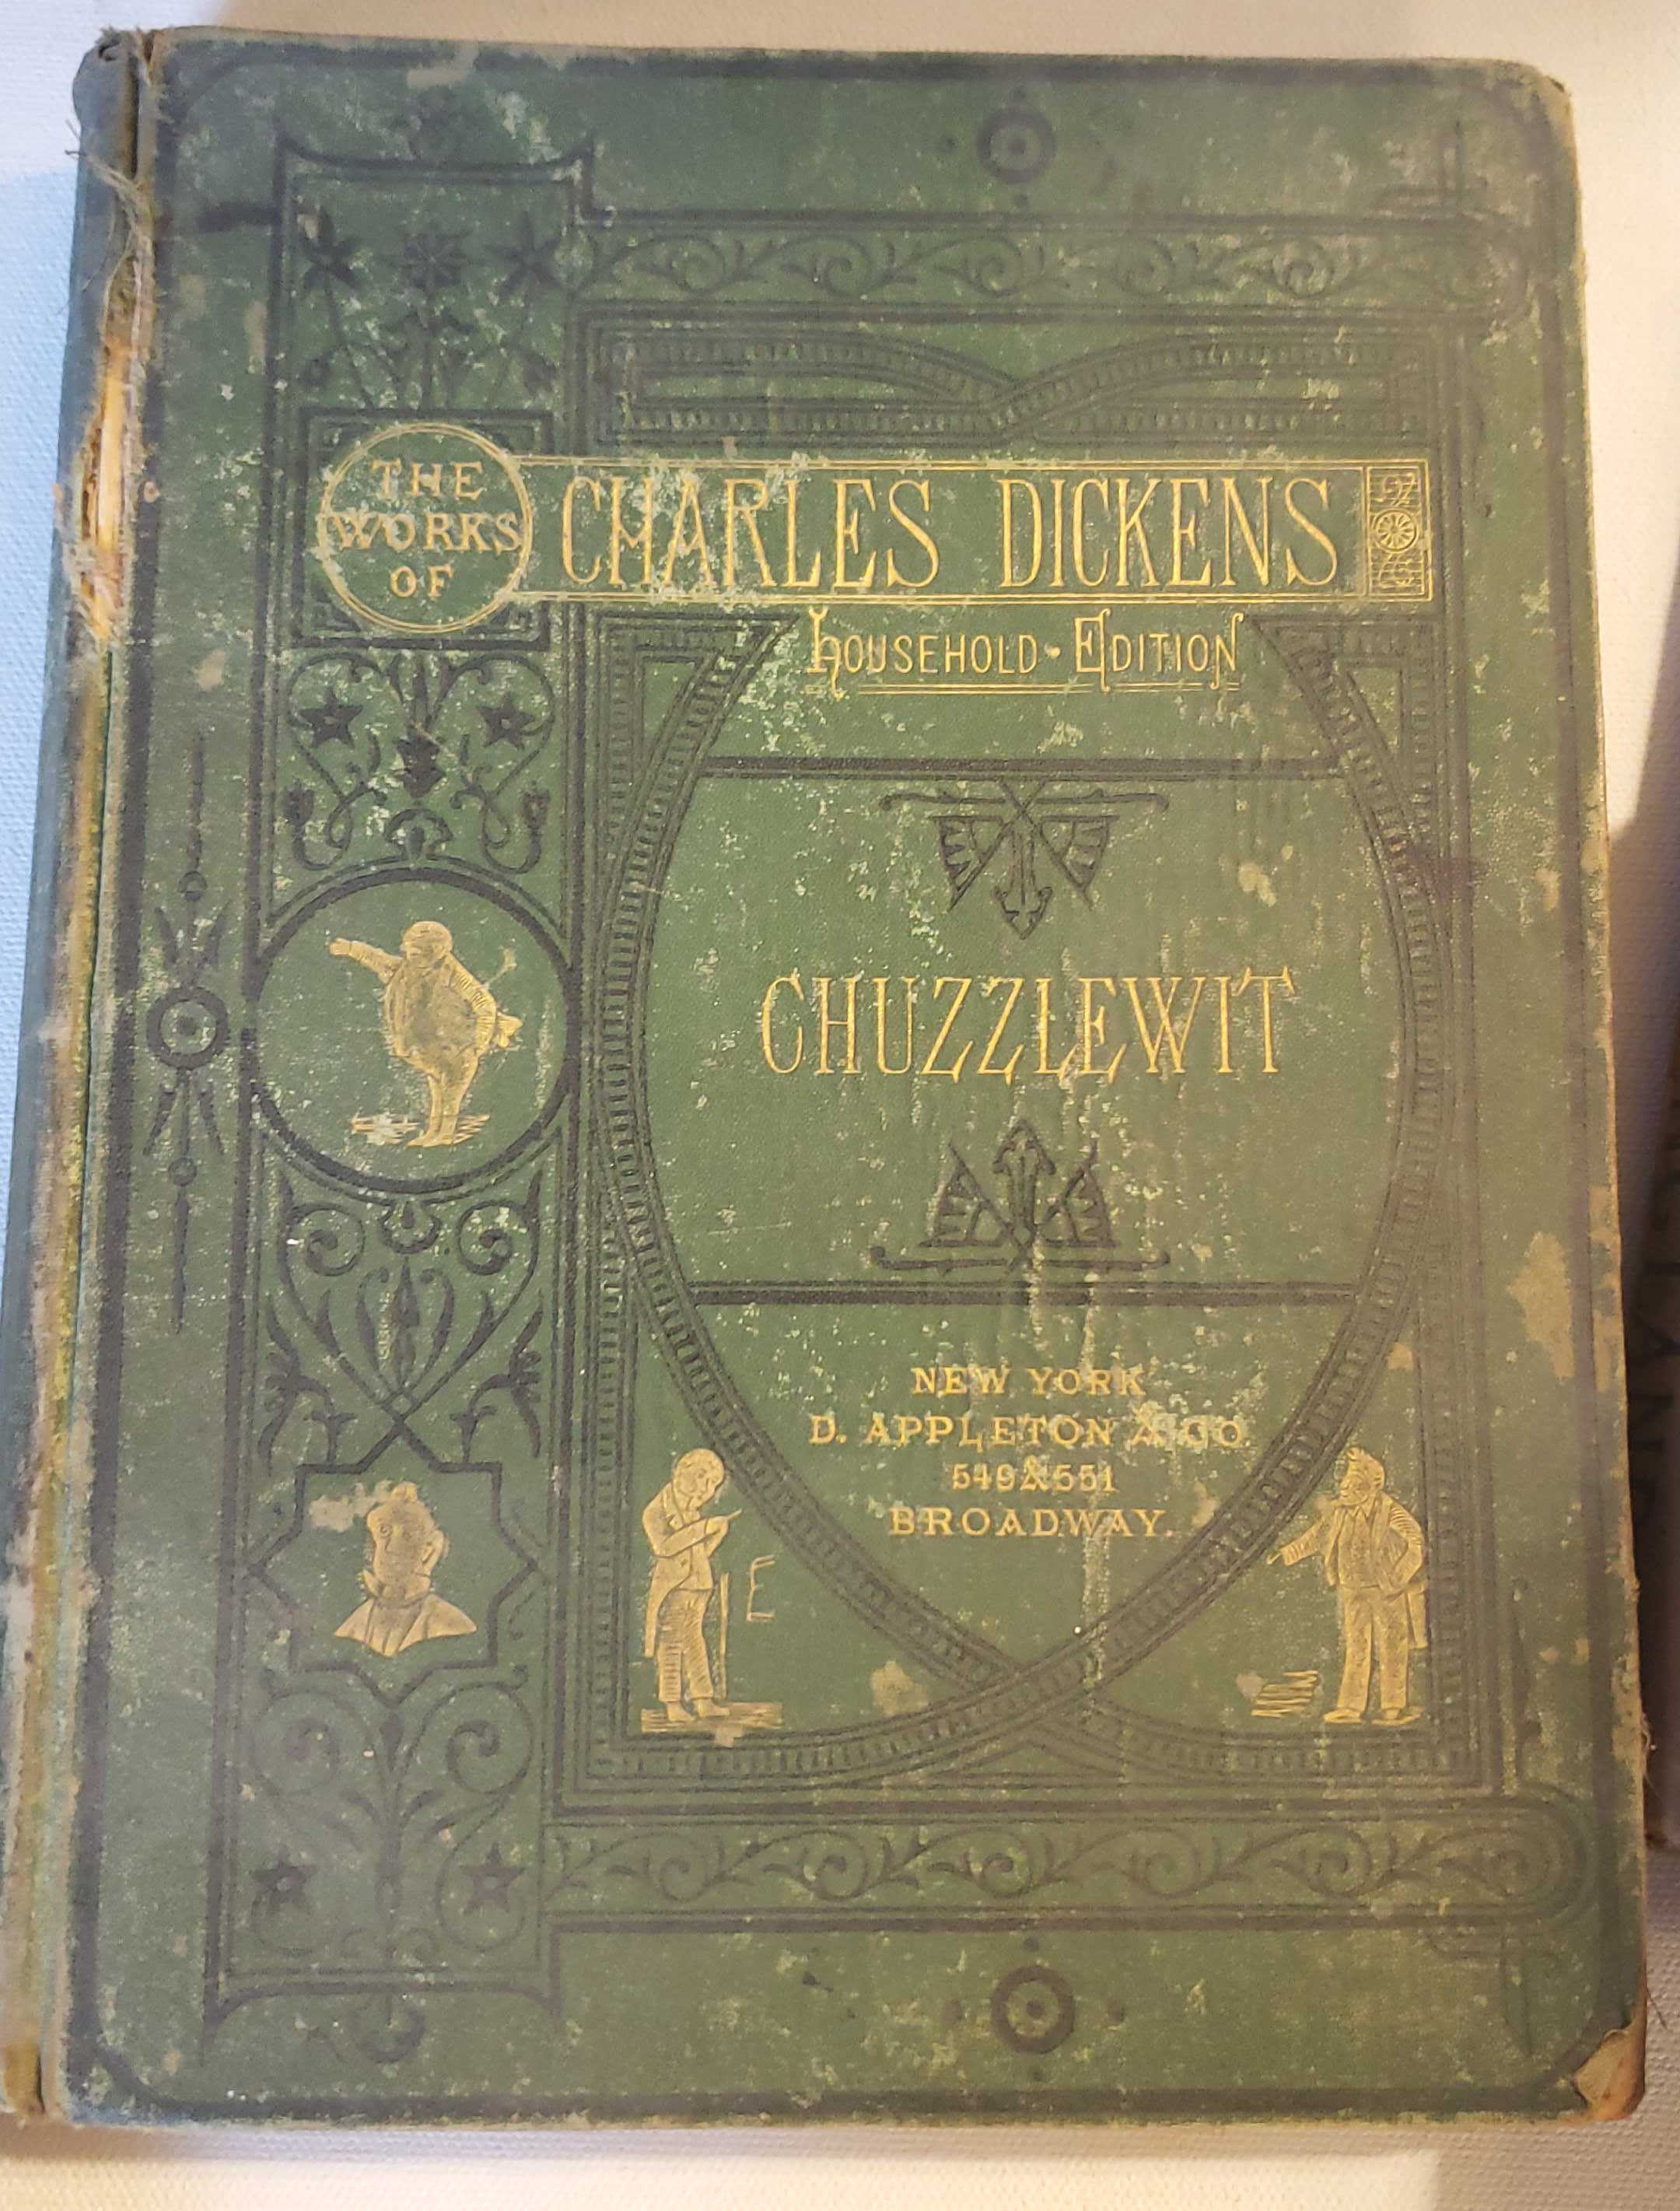 THE
WORKS
OF
CHARLES DICKENS
HOUSEHOLD · EDITION
CHUZZLEWIT
NEW YORK
D. APPLETON & CO
549 & 551
BROADWAY.
E